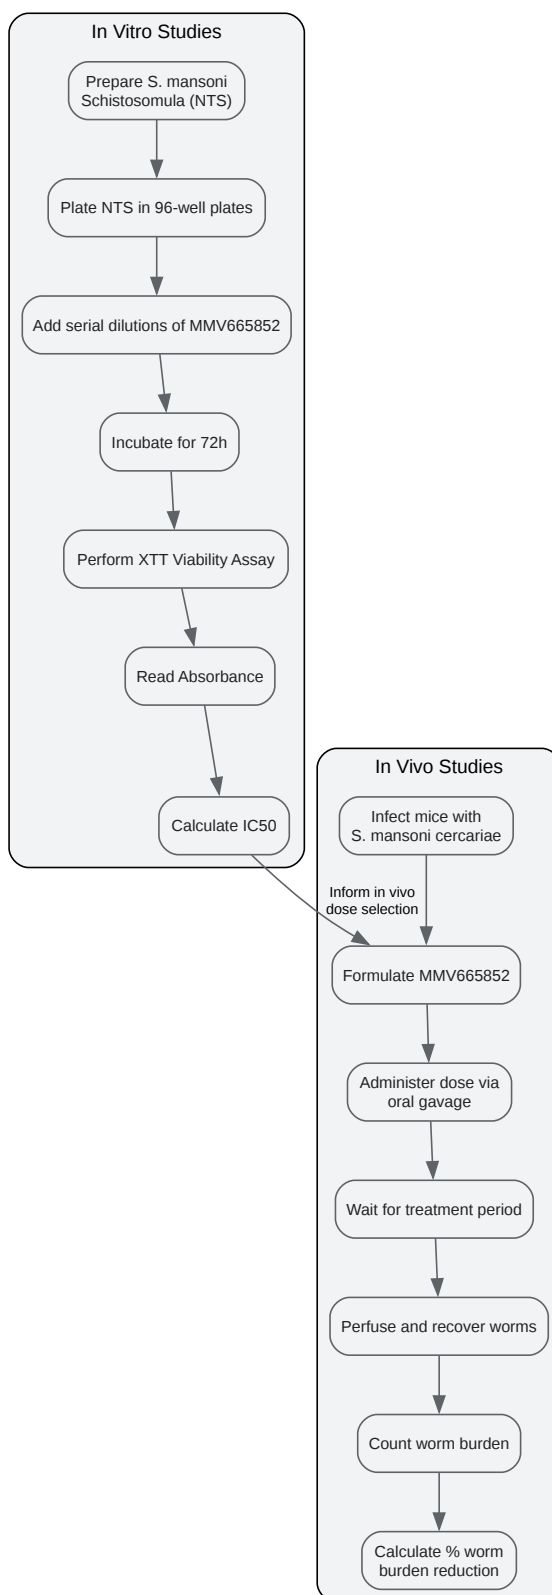 In Vitro Studies
Prepare S. mansoni
Schistosomula (NTS)
Plate NTS in 96-well plates
Add serial dilutions of MMV665852
Incubate for 72h
Perform XTT Viability Assay
Read Absorbance
Calculate IC50
In Vivo Studies
Infect mice with
S. mansoni cercariae
Inform in vivo
dose selection
Formulate MMV665852
Administer dose via
oral gavage
Wait for treatment period
Perfuse and recover worms
Count worm burden
Calculate % worm
burden reduction